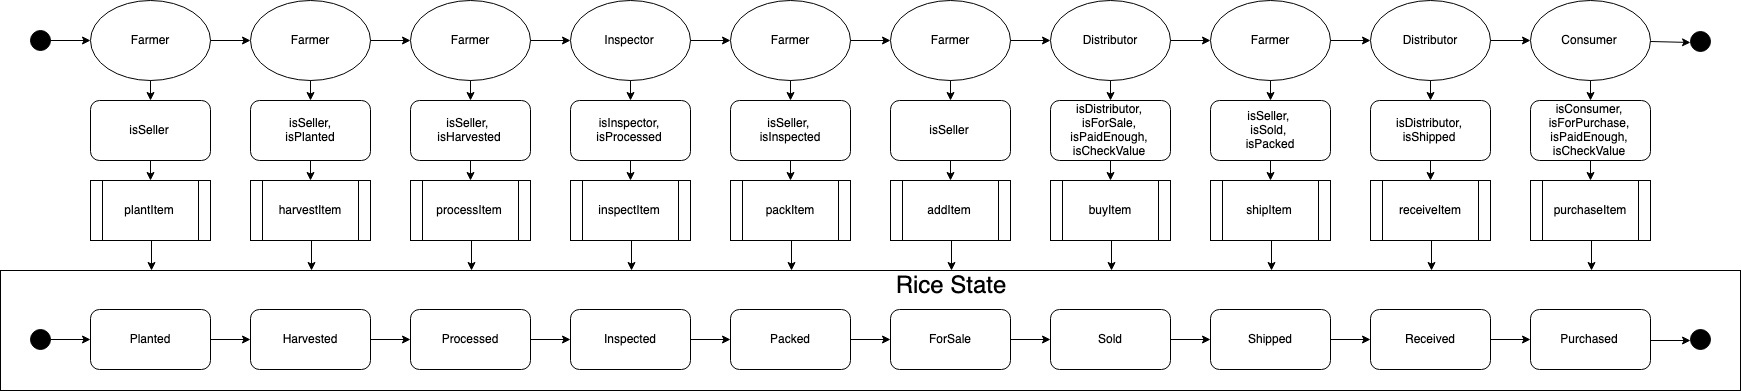 Farmer
Farmer
Farmer
Inspector
Farmer
Farmer
Distributor
Farmer
Distributor
Consumer
isSeller
isSeller,
isPlanted
isSeller,
isHarvested
isInspector,
isProcessed
isSeller,
isInspected
isSeller
isDistributor,
isForSale,
isPaidEnough,
isCheckValue
isSeller,
isSold,
isPacked
isDistributor,
isShipped
isConsumer,
isForPurchase,
isPaidEnough,
isCheckValue
plantItem
harvestItem
processItem
inspectItem
packItem
addItem
buyItem
shipItem
receiveItem
purchaseItem
Rice State
Planted
Harvested
Processed
Inspected
Packed
ForSale
Sold
Shipped
Received
Purchased